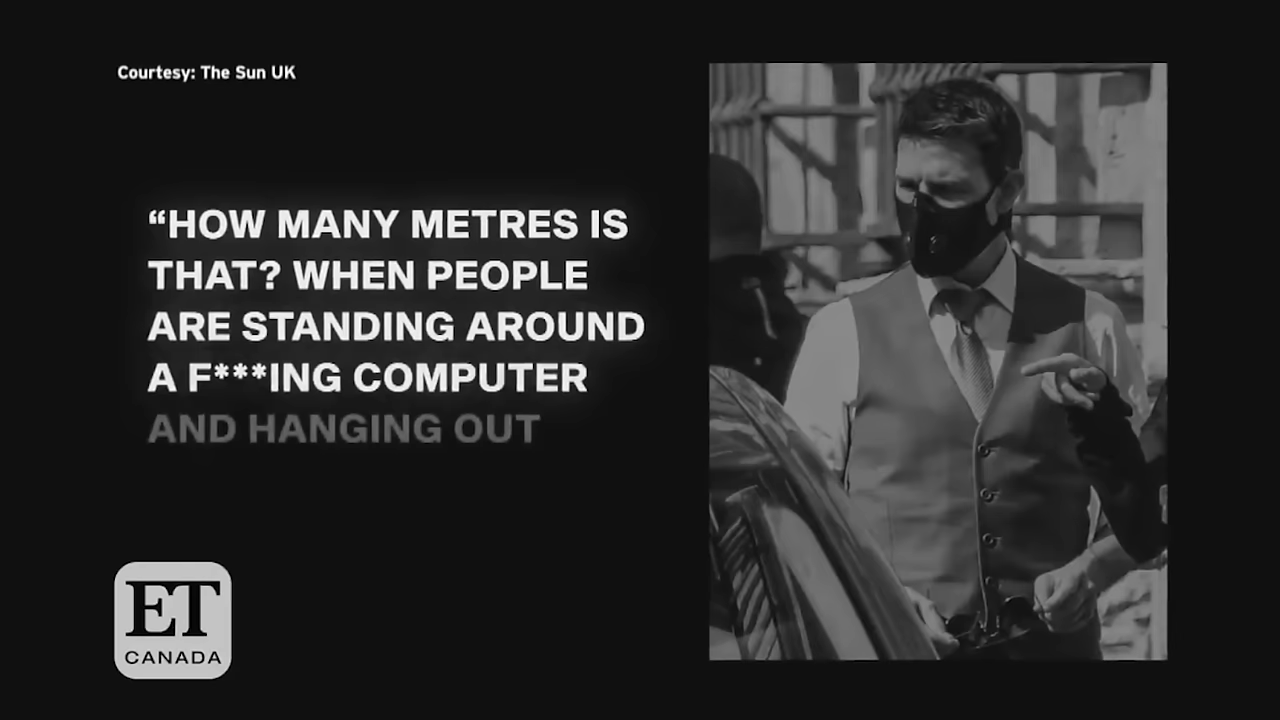 Courtesy: The Sun UK
“HOW MANY METRES IS
THAT? WHEN PEOPLE
ARE STANDING AROUND
A F***ING COMPUTER
AND HANGING OUT
ET
CANADA